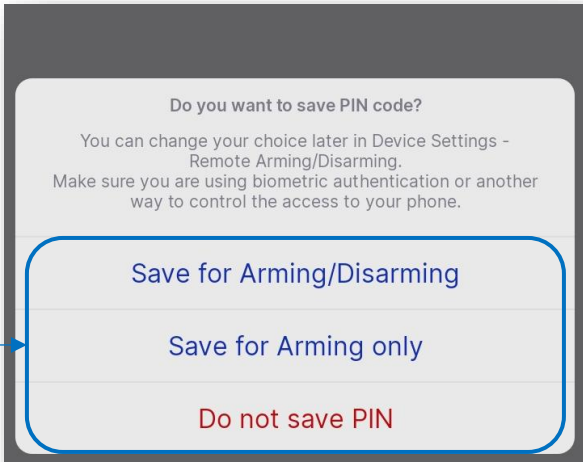 Do you want to save PIN code?
You can change your choice later in Device Settings -
Remote Arming/Disarming.
Make sure you are using biometric authentication or another
way to control the access to your phone.
Save for Arming/Disarming
Save for Arming only
Do not save PIN